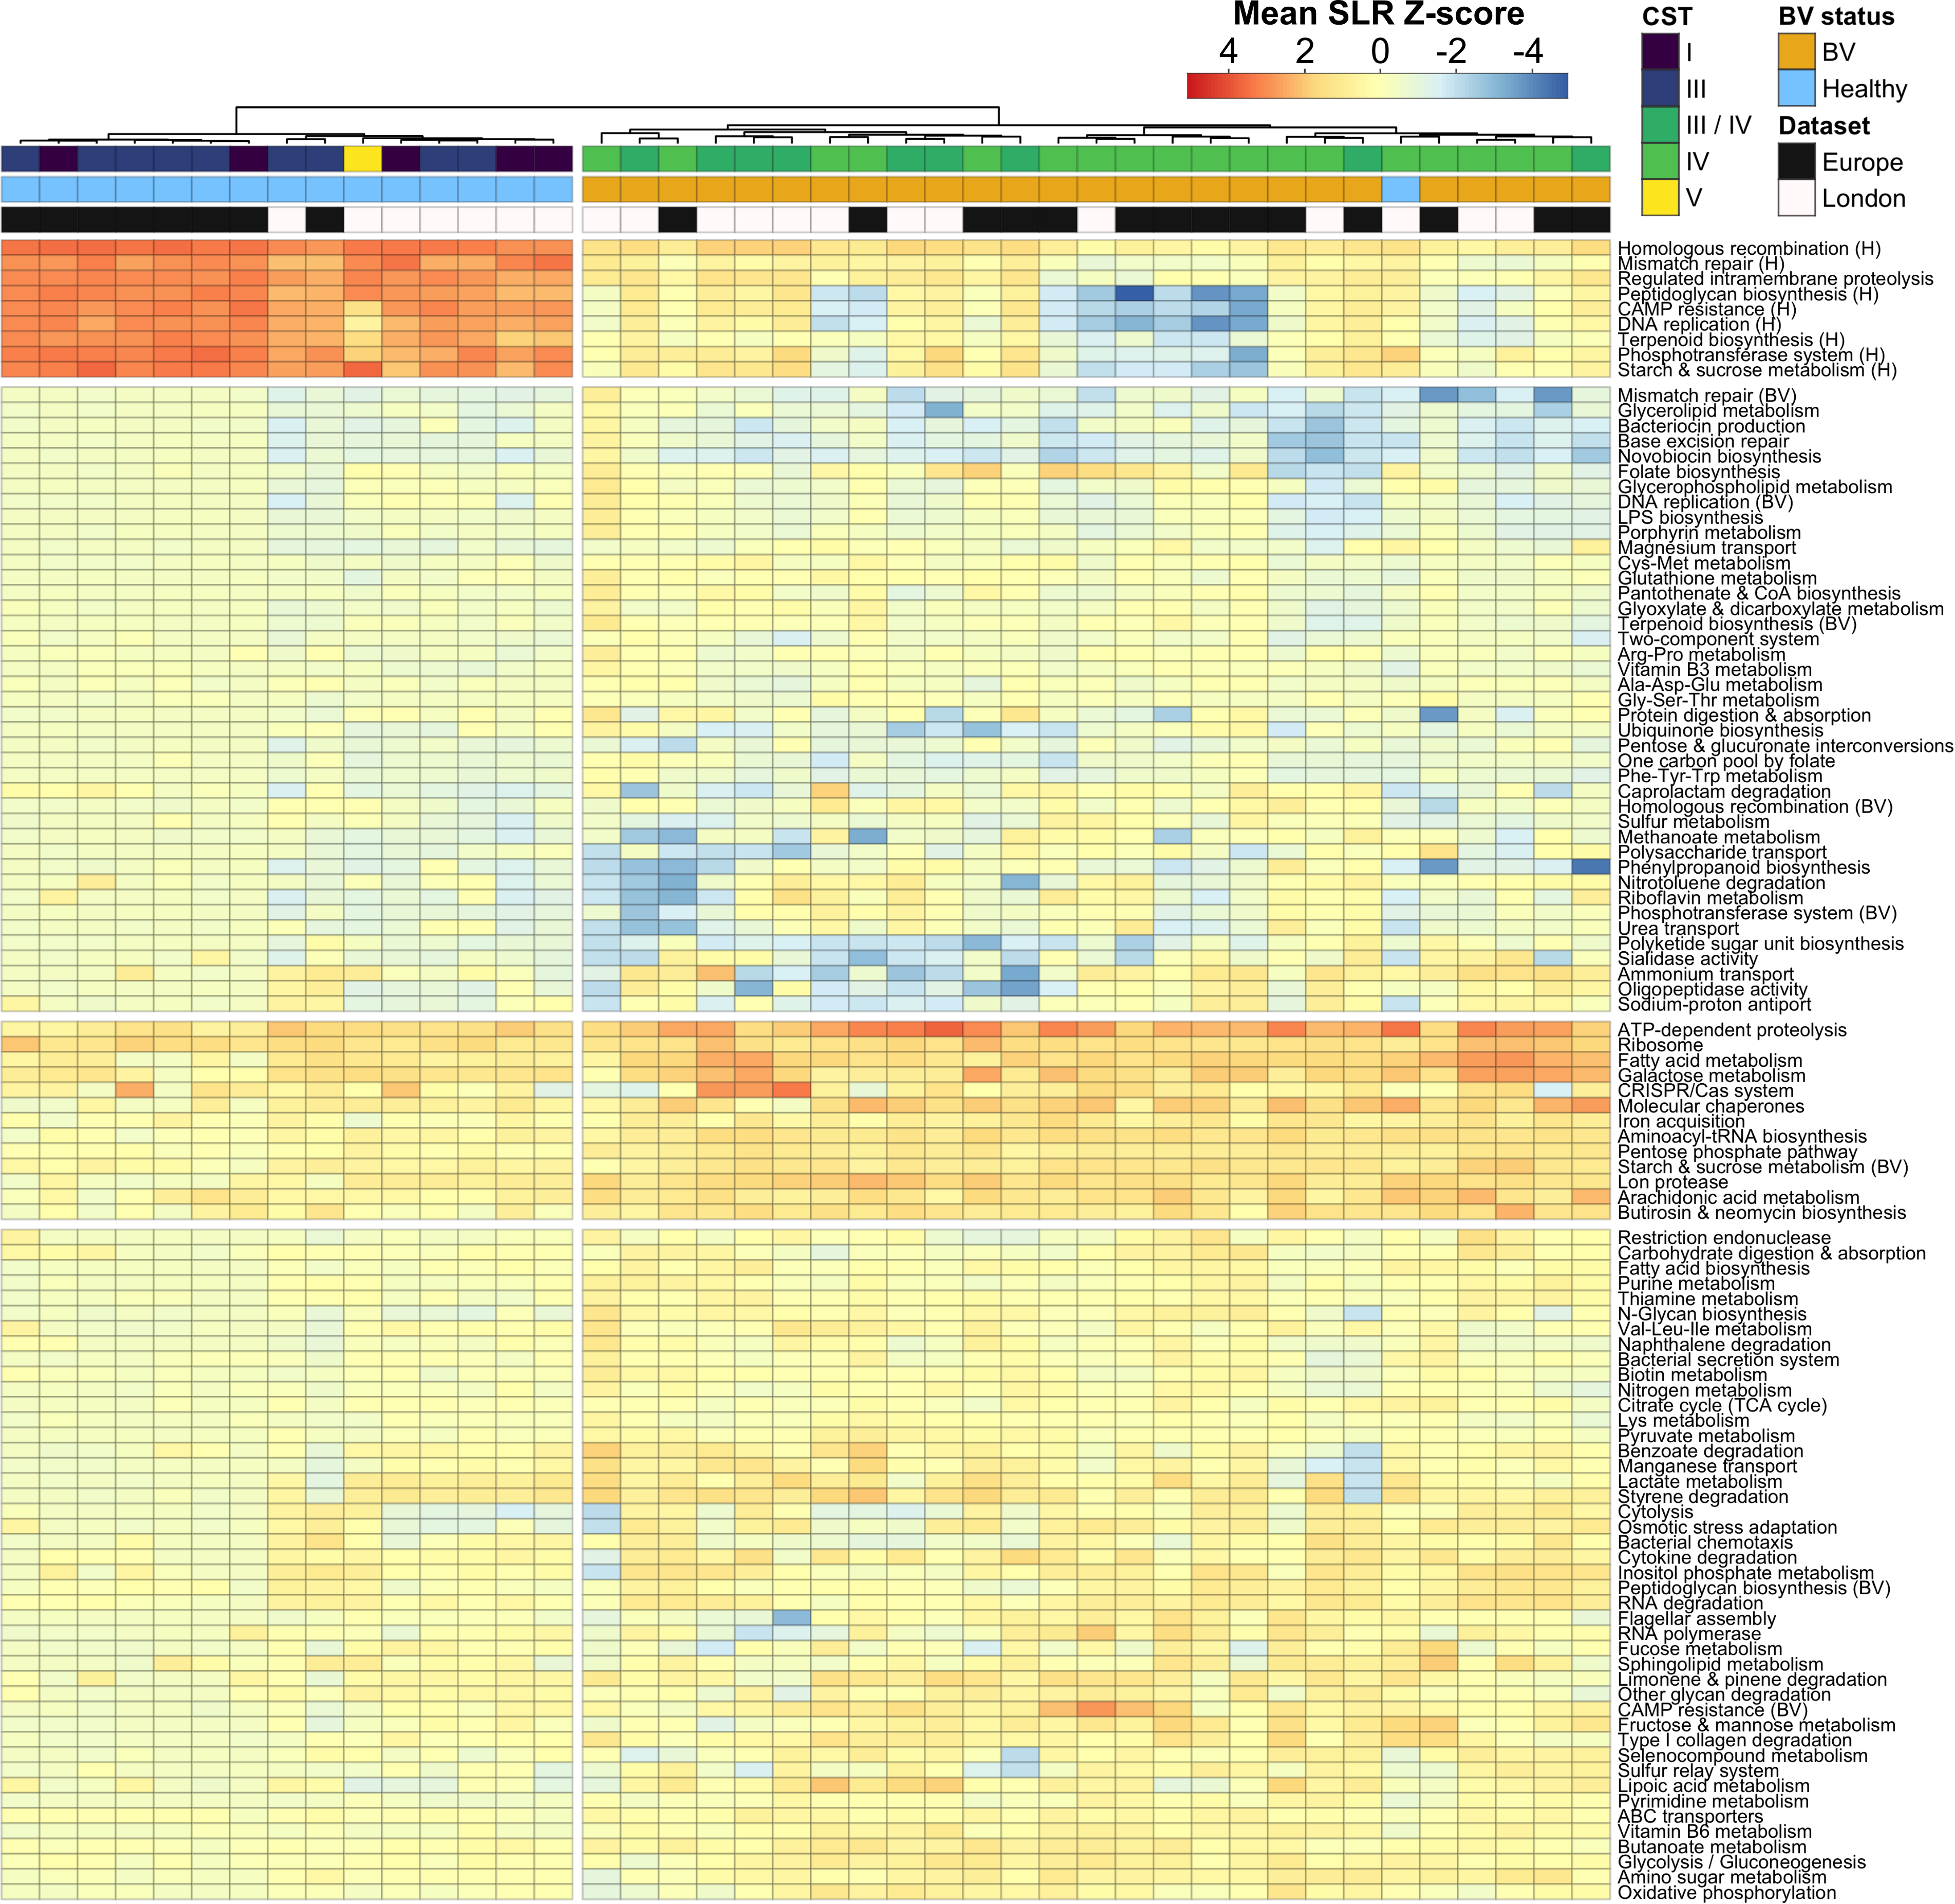 Mean SLR Z-score
4 2 0 -2 -4
CST
I
III
III / IV
IV
V
BV status
BV
Healthy
Dataset
Europe
London
Homologous recombination (H)
Mismatch repair (H)
Regulated intramembrane proteolysis
Peptidoglycan biosynthesis (H)
CAMP resistance (H)
DNA replication (H)
Terpenoid biosynthesis (H)
Phosphotransferase system (H)
Starch & sucrose metabolism (H)
Mismatch repair (BV)
Glycerolipid metabolism
Bacteriocin production
Base excision repair
Novobiocin biosynthesis
Folate biosynthesis
Glycerophospholipid metabolism
DNA replication (BV)
LPS biosynthesis
Porphyrin metabolism
Magnesium transport
Cys-Met metabolism
Glutathione metabolism
Pantothenate & CoA biosynthesis
Glyoxylate & dicarboxylate metabolism
Terpenoid biosynthesis (BV)
Two-component system
Arg-Pro metabolism
Vitamin B3 metabolism
Ala-Asp-Glu metabolism
Gly-Ser-Thr metabolism
Protein digestion & absorption
Ubiquinone biosynthesis
Pentose & glucuronate interconversions
One carbon pool by folate
Phe-Tyr-Trp metabolism
Caprolactam degradation
Homologous recombination (BV)
Sulfur metabolism
Methanoate metabolism
Polysaccharide transport
Phenylpropanoid biosynthesis
Nitrotoluene degradation
Riboflavin metabolism
Phosphotransferase system (BV)
Urea transport
Polyketide sugar unit biosynthesis
Sialidase activity
Ammonium transport
Oligopeptidase activity
Sodium-proton antiport
ATP-dependent proteolysis
Ribosome
Fatty acid metabolism
Galactose metabolism
CRISPR/Cas system
Molecular chaperones
Iron acquisition
Aminoacyl-tRNA biosynthesis
Pentose phosphate pathway
Starch & sucrose metabolism (BV)
Lon protease
Arachidonic acid metabolism
Butirosin & neomycin biosynthesis
Restriction endonuclease
Carbohydrate digestion & absorption
Fatty acid biosynthesis
Purine metabolism
Thiamine metabolism
N-Glycan biosynthesis
Val-Leu-Ile metabolism
Naphthalene degradation
Bacterial secretion system
Biotin metabolism
Nitrogen metabolism
Citrate cycle (TCA cycle)
Lys metabolism
Pyruvate metabolism
Benzoate degradation
Manganese transport
Lactate metabolism
Styrene degradation
Cytolysis
Osmotic stress adaptation
Bacterial chemotaxis
Cytokine degradation
Inositol phosphate metabolism
Peptidoglycan biosynthesis (BV)
RNA degradation
Flagellar assembly
RNA polymerase
Fucose metabolism
Sphingolipid metabolism
Limonene & pinene degradation
Other glycan degradation
CAMP resistance (BV)
Fructose & mannose metabolism
Type I collagen degradation
Selenocompound metabolism
Sulfur relay system
Lipoic acid metabolism
Pyrimidine metabolism
ABC transporters
Vitamin B6 metabolism
Butanoate metabolism
Glycolysis / Gluconeogenesis
Amino sugar metabolism
Oxidative phosphorylation